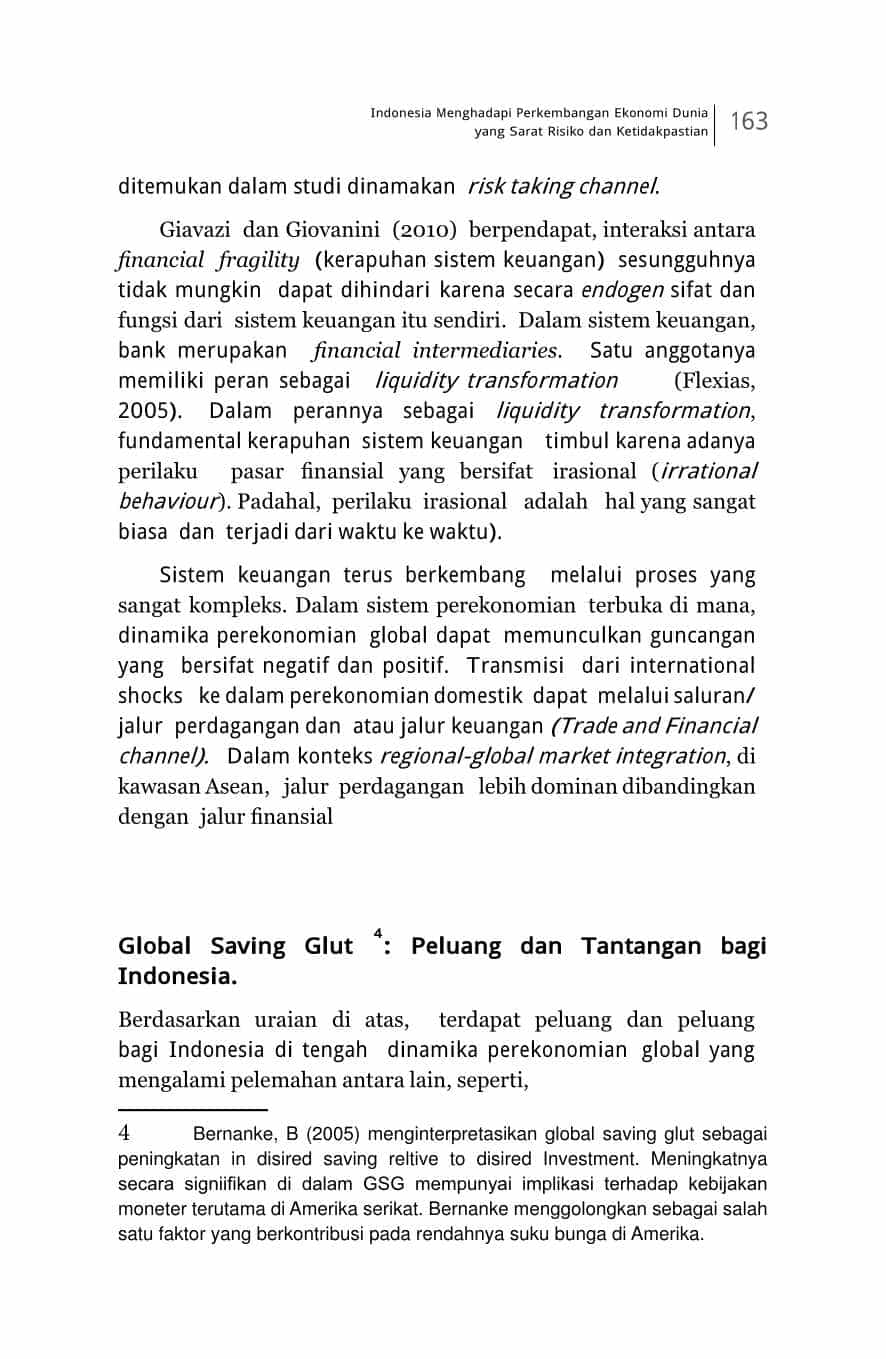 Indonesia Menghadapi Perkembangan Ekonomi Dunia
yang Sarat Risiko dan Ketidakpastian
163
ditemukan dalam studi dinamakan risk taking channel.
Giavazi dan Giovanini (2010) berpendapat, interaksi antara
financial fragility (kerapuhan sistem keuangan) sesungguhnya
tidak mungkin dapat dihindari karena secara endogen sifat dan
fungsi dari sistem keuangan itu sendiri. Dalam sistem keuangan,
bank merupakan financial intermediaries. Satu anggotanya
memiliki peran sebagai liquidity transformation (Flexias,
2005). Dalam perannya sebagai liquidity transformation,
fundamental kerapuhan sistem keuangan timbul karena adanya
perilaku pasar finansial yang bersifat irasional (irrational
behaviour). Padahal, perilaku irasional adalah hal yang sangat
biasa dan terjadi dari waktu ke waktu).
Sistem keuangan terus berkembang melalui proses yang
sangat kompleks. Dalam sistem perekonomian terbuka di mana,
dinamika perekonomian global dapat memunculkan guncangan
yang bersifat negatif dan positif. Transmisi dari international
shocks ke dalam perekonomian domestik dapat melalui saluran/
jalur perdagangan dan atau jalur keuangan (Trade and Financial
channel). Dalam konteks regional-global market integration, di
kawasan Asean, jalur perdagangan lebih dominan dibandingkan
dengan jalur finansial
Global Saving Glut 4: Peluang dan Tantangan bagi
Indonesia.
Berdasarkan uraian di atas, terdapat peluang dan peluang
bagi Indonesia di tengah dinamika perekonomian global yang
mengalami pelemahan antara lain, seperti,
4 Bernanke, B (2005) menginterpretasikan global saving glut sebagai
peningkatan in disired saving reltive to disired Investment. Meningkatnya
secara signiifikan di dalam GSG mempunyai implikasi terhadap kebijakan
moneter terutama di Amerika serikat. Bernanke menggolongkan sebagai salah
satu faktor yang berkontribusi pada rendahnya suku bunga di Amerika.